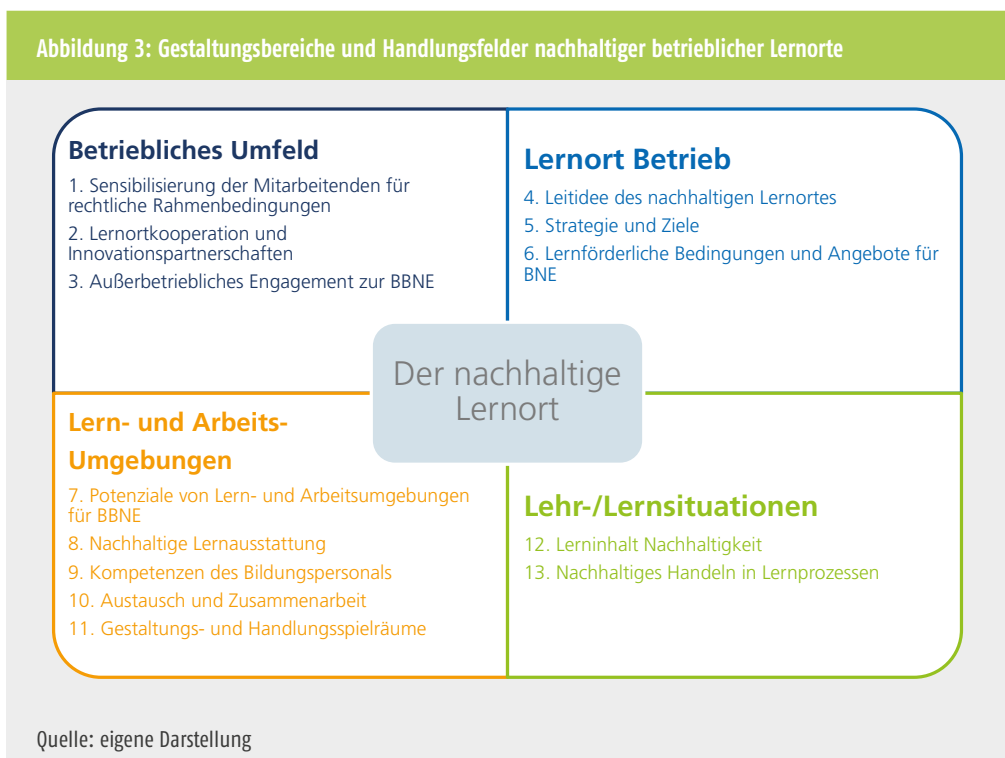 Abbildung 3: Gestaltungsbereiche und Handlungsfelder nachhaltiger betrieblicher Lernorte
Betriebliches Umfeld
1. Sensibilisierung der Mitarbeitenden für
rechtliche Rahmenbedingungen
2. Lernortkooperation und
Innovationspartnerschaften
3. Außerbetriebliches Engagement zur BBNE
Lernort Betrieb
4. Leitidee des nachhaltigen Lernortes
5. Strategie und Ziele
6. Lernförderliche Bedingungen und Angebote für
BNE
Der nachhaltige
Lernort
Lern- und Arbeits-
Umgebungen
7. Potenziale von Lern- und Arbeitsumgebungen
für BBNE
8. Nachhaltige Lernausstattung
9. Kompetenzen des Bildungspersonals
10. Austausch und Zusammenarbeit
11. Gestaltungs- und Handlungsspielräume
Lehr-/Lernsituationen
12. Lerninhalt Nachhaltigkeit
13. Nachhaltiges Handeln in Lernprozessen
Quelle: eigene Darstellung